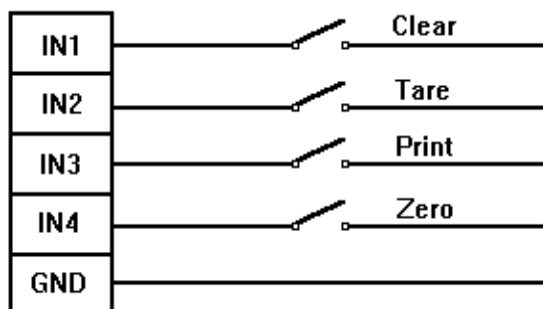 IN1 Clear
IN2 Tare
IN3 Print
IN4 Zero
GND